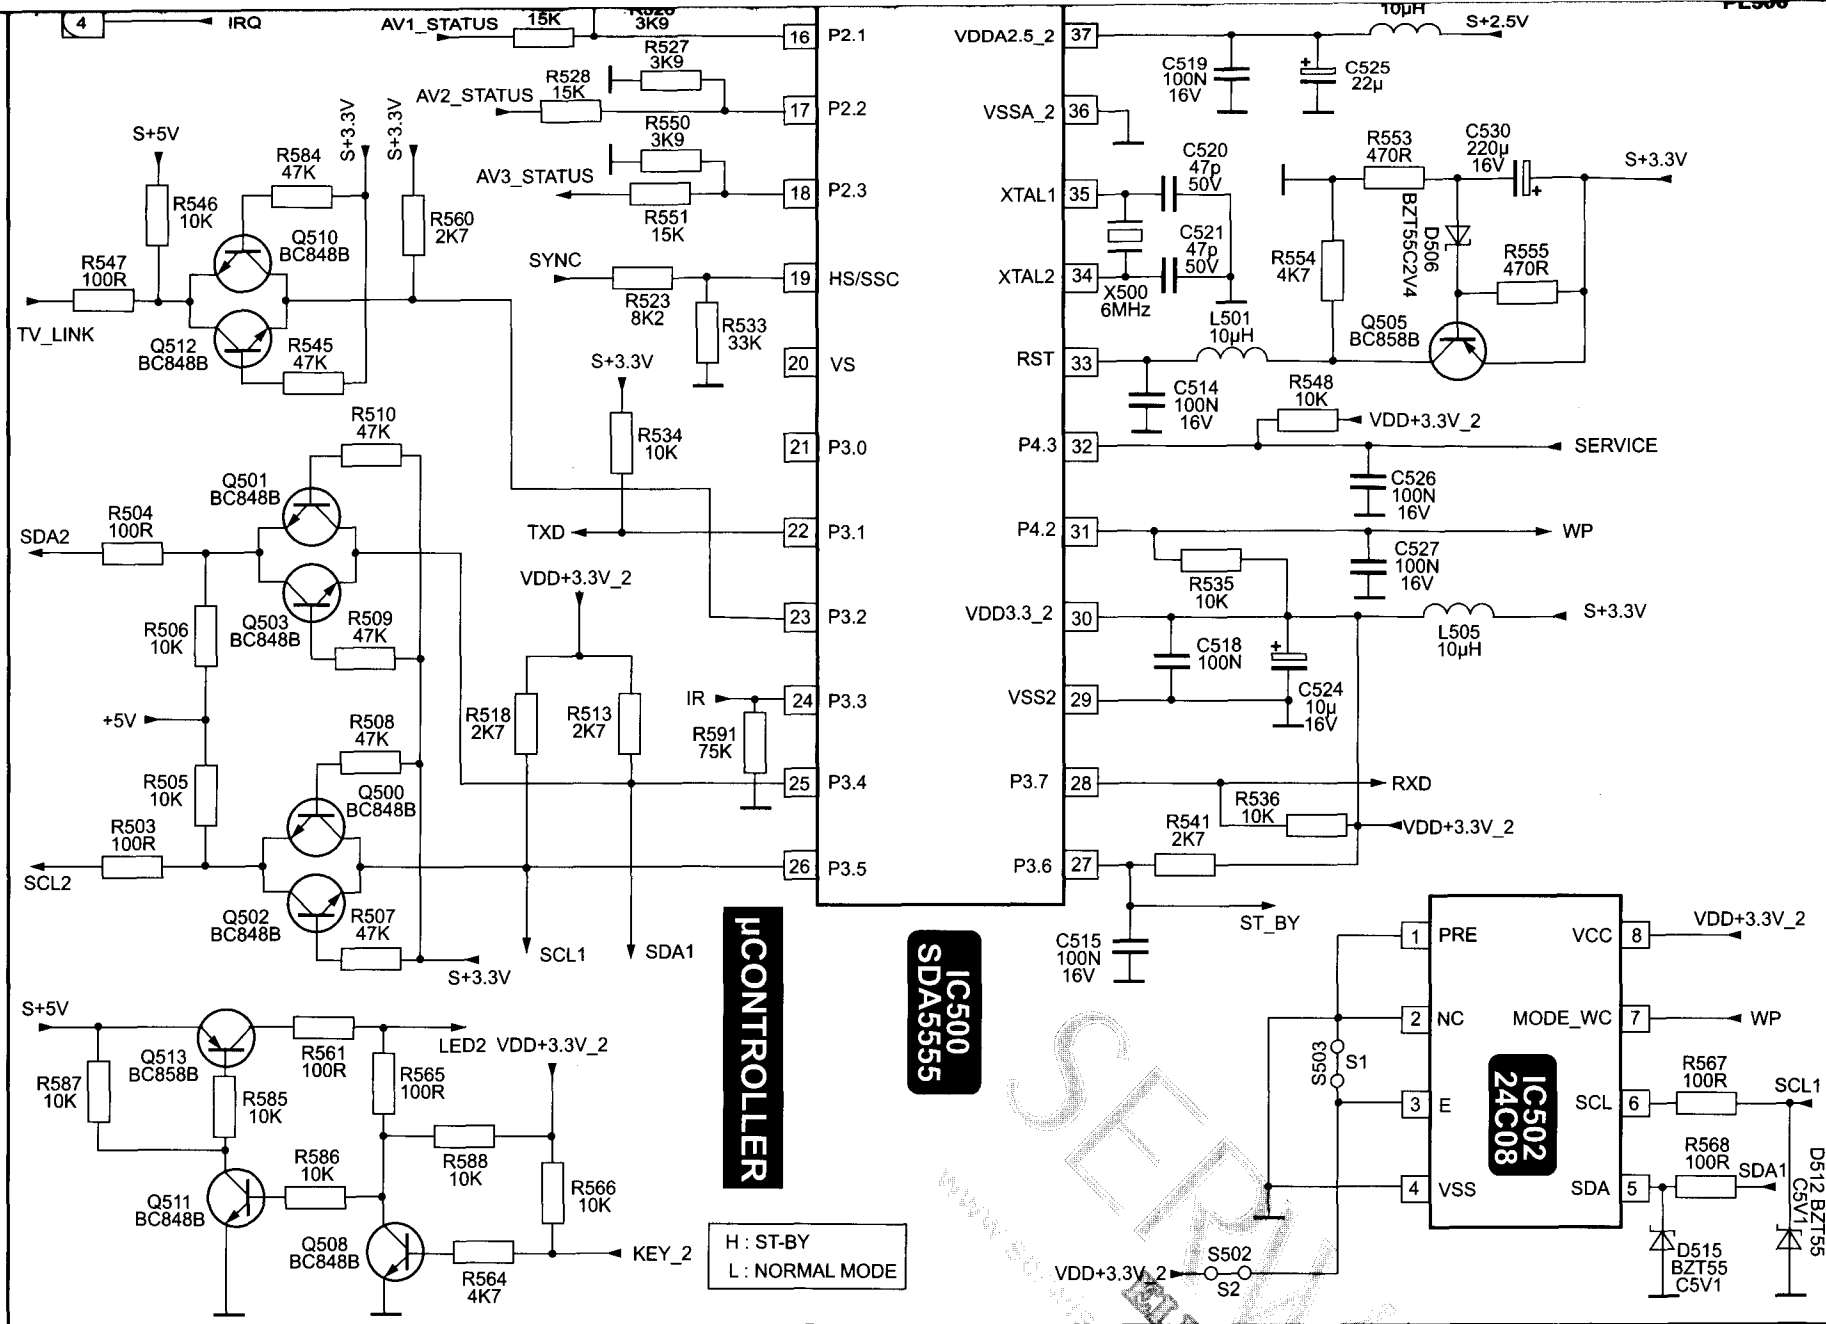 4
IRQ
AV1_STATUS
15K
3K9
R527
3K9
R528
15K
AV2_STATUS
R550
3K9
AV3_STATUS
R551
15K
SYNC
R523
8K2
R533
33K
S+3.3V
R534
10K
TXD
VDD+3.3V_2
R518
2K7
R513
2K7
IR
R591
75K
SCL1
SDA1
S+5V
R546
10K
R547
100R
TV_LINK
R584
47K
S+3.3V
S+3.3V
Q510
BC848B
R560
2K7
Q512
BC848B
R545
47K
R510
47K
Q501
BC848B
R504
100R
SDA2
R506
10K
Q503
BC848B
R509
47K
+5V
R508
47K
R505
10K
Q500
BC848B
R503
100R
SCL2
Q502
BC848B
R507
47K
S+3.3V
S+5V
Q513
BC858B
R561
100R
LED2
VDD+3.3V_2
R587
10K
R585
10K
R565
100R
R588
10K
R586
10K
R566
10K
Q511
BC848B
Q508
BC848B
R564
4K7
KEY_2
16 P2.1
17 P2.2
18 P2.3
19 HS/SSC
20 VS
21 P3.0
22 P3.1
23 P3.2
24 P3.3
25 P3.4
26 P3.5
VDDA2.5_2 37
VSSA_2 36
XTAL1 35
XTAL2 34
RST 33
P4.3 32
P4.2 31
VDD3.3_2 30
VSS2 29
P3.7 28
P3.6 27
µCONTROLLER
IC500
SDA5555
H : ST-BY
L : NORMAL MODE
10µH
S+2.5V
C519
100N
16V
C525
22µ
C520
47p
50V
C521
47p
50V
X500
6MHz
R553
470R
C530
220µ
16V
S+3.3V
D506
BZT55C2V4
R554
4K7
R555
470R
L501
10µH
Q505
BC858B
C514
100N
16V
R548
10K
VDD+3.3V_2
SERVICE
C526
100N
16V
WP
C527
100N
16V
R535
10K
S+3.3V
L505
10µH
C518
100N
C524
10µ
16V
RXD
R536
10K
VDD+3.3V_2
R541
2K7
ST_BY
C515
100N
16V
1 PRE
2 NC
3 E
4 VSS
VCC 8
MODE_WC 7
SCL 6
SDA 5
IC502
24C08
VDD+3.3V_2
WP
S503
S1
R567
100R
SCL1
R568
100R
SDA1
D512 BZT55
C5V1
D515
BZT55
C5V1
VDD+3.3V_2
S502
S2